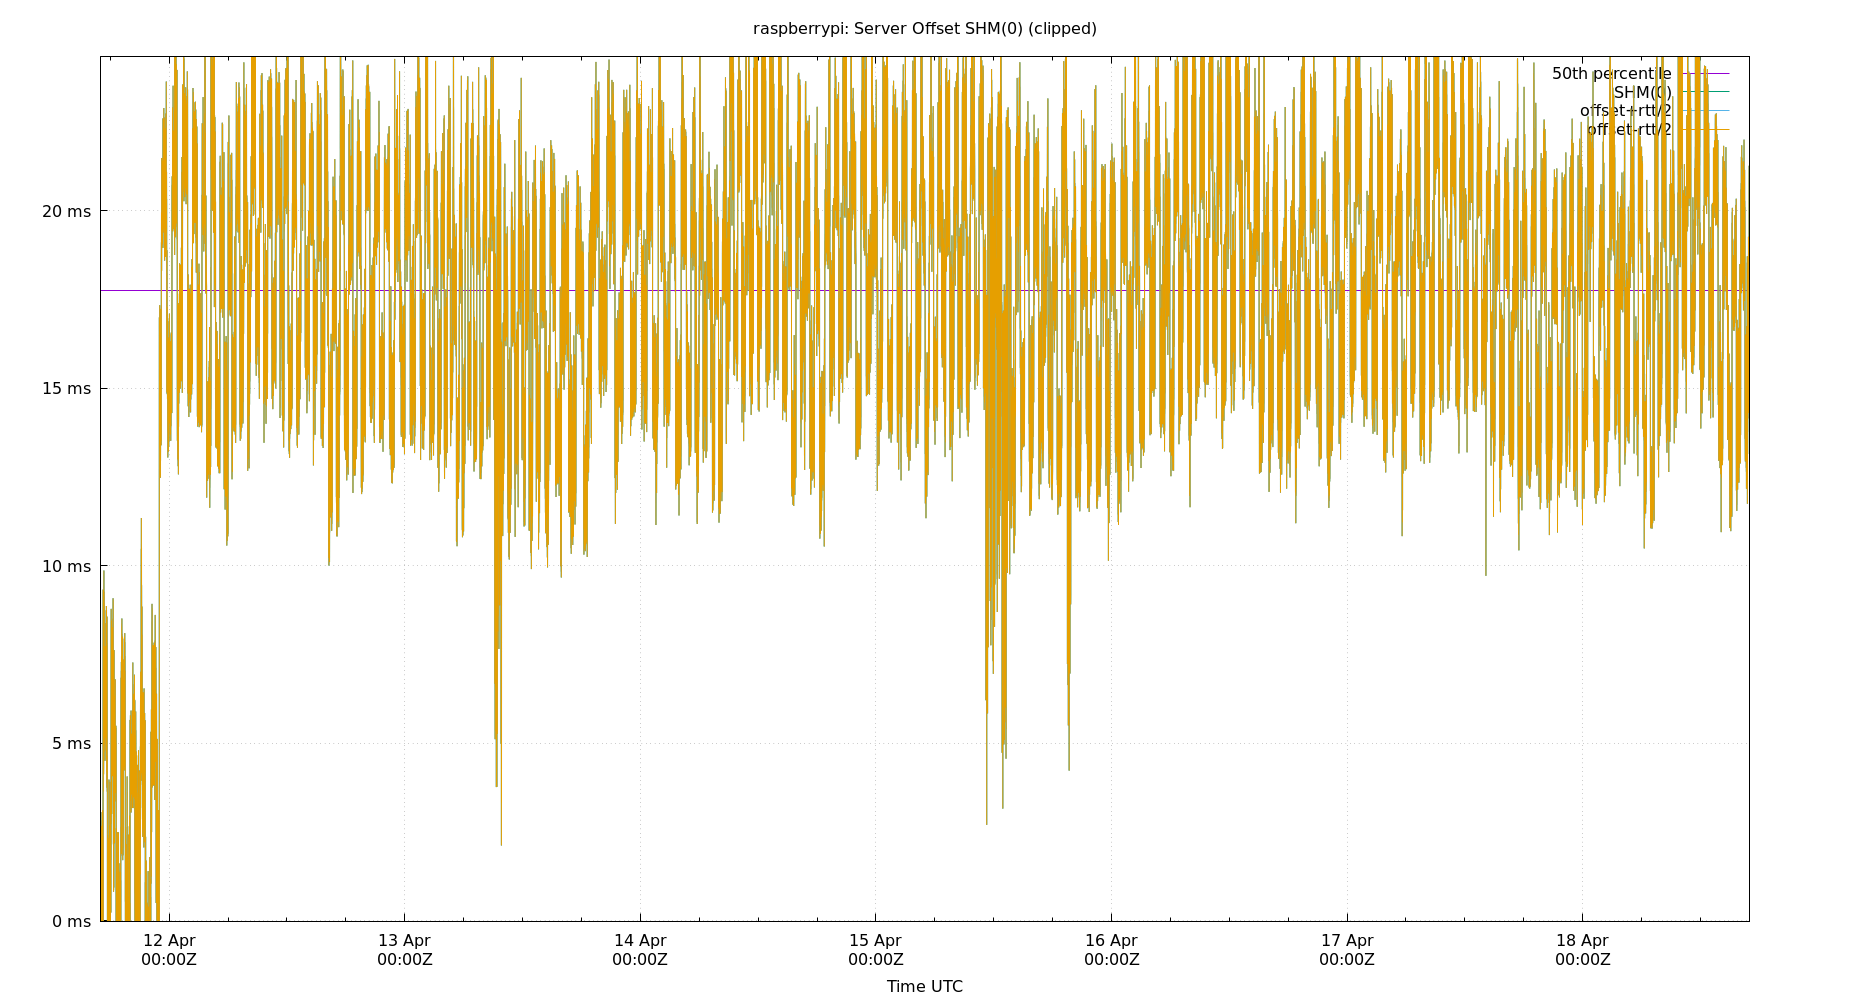 raspberrypi: Server Offset SHM(0) (clipped)
50th percentile
SHM(0)
offset+rtt/2
offset-rtt/2
20 ms
15 ms
10 ms
5 ms
0 ms
12 Apr 13 Apr 14 Apr 15 Apr 16 Apr 17 Apr 18 Apr
00:00Z 00:00Z 00:00Z 00:00Z 00:00Z 00:00Z 00:00Z
Time UTC